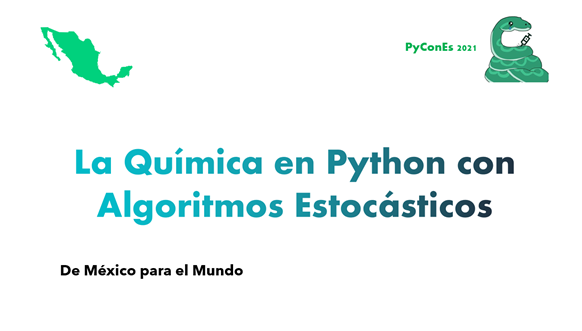 PyConEs 2021
La Química en Python con
Algoritmos Estocásticos
De México para el Mundo